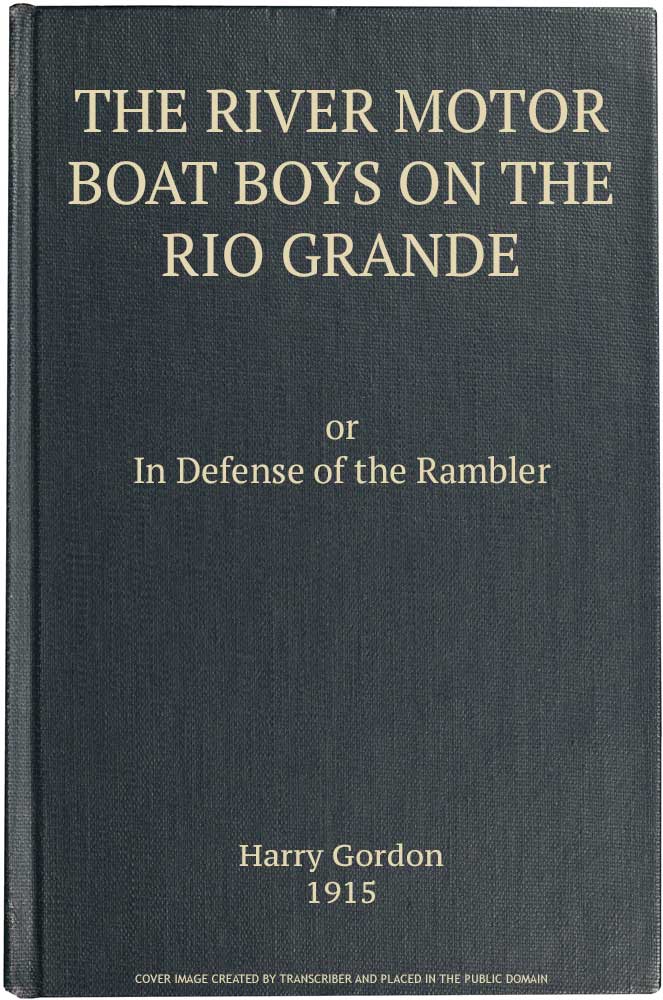 THE RIVER MOTOR
BOAT BOYS ON THE
RIO GRANDE
or
In Defense of the Rambler
Harry Gordon
1915
COVER IMAGE CREATED BY TRANSCRIBER AND PLACED IN THE PUBLIC DOMAIN